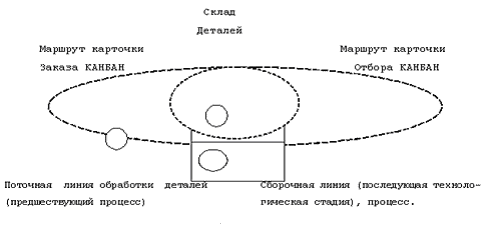 Склад
Деталей
Маршрут карточки
Маршрут карточки
Заказа КАНБАН
Отбора КАНБАН
Поточная линия обработки деталей
Сборочная линия (последующая техноло-
(предшествующий процесс)
гическая стадия), процесс.